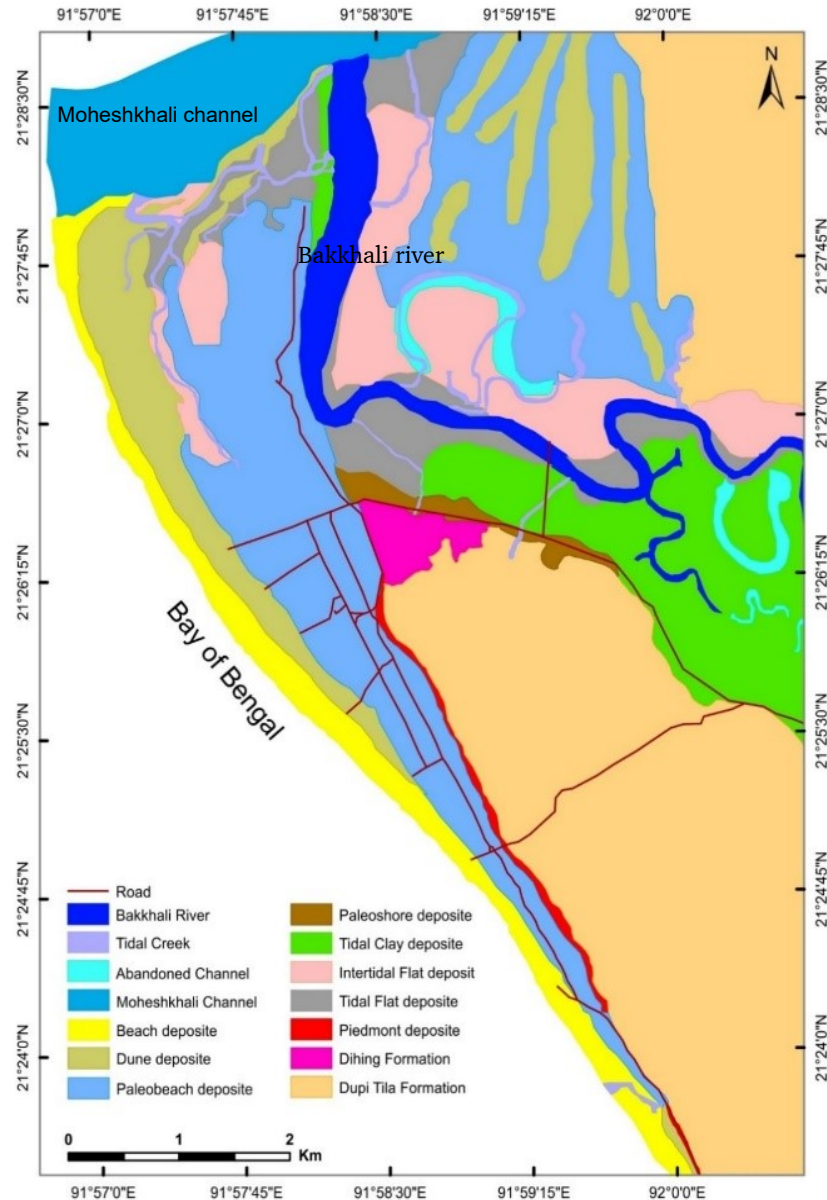 91°57'0"E 91°57'45"E 91°58'30"E 91°59'15"E 92°0'0"E
N
21°28'30"N 21°28'30"N
Moheshkhali channel
21°27'45"N 21°27'45"N
Bakkhali river
21°27'0"N 21°27'0"N
21°26'15"N 21°26'15"N
Bay of Bengal
21°25'30"N 21°25'30"N
21°24'45"N 21°24'45"N
21°24'0"N 21°24'0"N
Road
Bakkhali River
Tidal Creek
Abandoned Channel
Moheshkhali Channel
Beach deposite
Dune deposite
Paleobeach deposite
Paleoshore deposite
Tidal Clay deposite
Intertidal Flat deposit
Tidal Flat deposite
Piedmont deposite
Dihing Formation
Dupi Tila Formation
0 1 2
Km
91°57'0"E 91°57'45"E 91°58'30"E 91°59'15"E 92°0'0"E